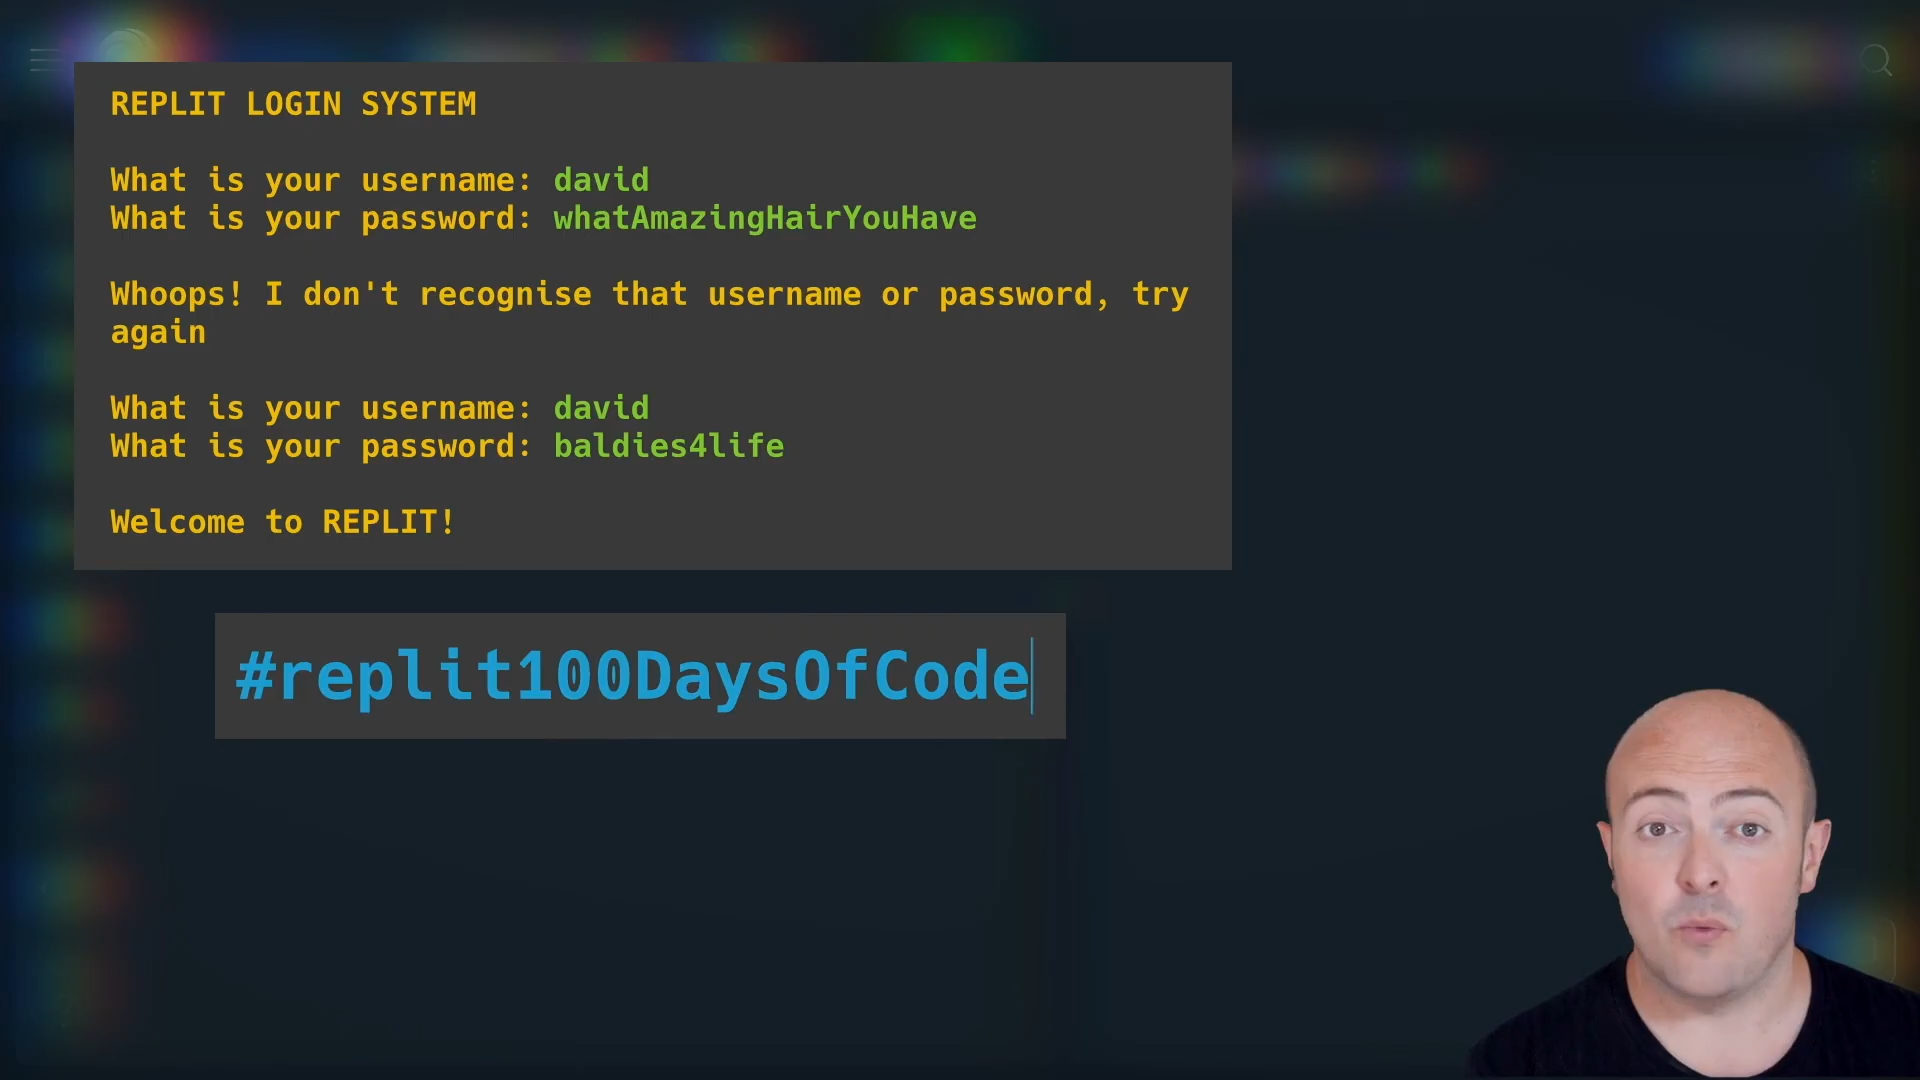 REPLIT LOGIN SYSTEM
What is your username: david
What is your password: whatAmazingHairYouHave
Whoops! I don't recognise that username or password, try
again
What is your username: david
What is your password: baldies4life
Welcome to REPLIT!
#replit100DaysOfCode